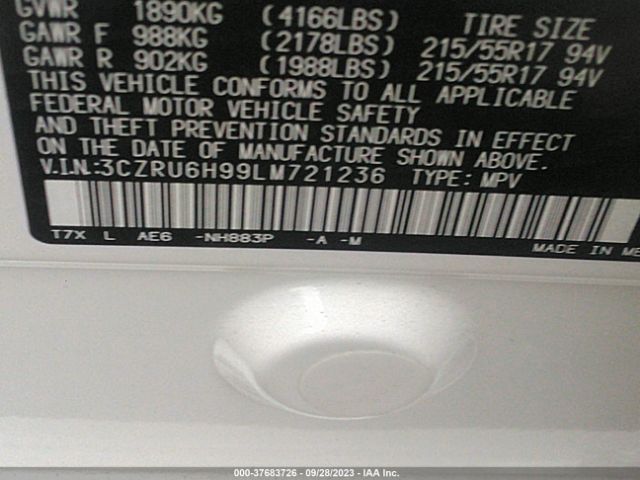 GVWR 1890KG (4166LBS) TIRE SIZE
GAWR F 988KG (2178LBS) 215/55R17 94V
GAWR R 902KG (1988LBS) 215/55R17 94V
THIS VEHICLE CONFORMS TO ALL APPLICABLE
FEDERAL MOTOR VEHICLE SAFETY
AND THEFT PREVENTION STANDARDS IN EFFECT
ON THE DATE OF MANUFACTURE SHOWN ABOVE.
V.I.N.:3CZRU6H99LM721236 TYPE: MPV
T7X L AE6 -NH883P -A -M MADE IN ME
000-37683726 - 09/28/2023 - IAA Inc.